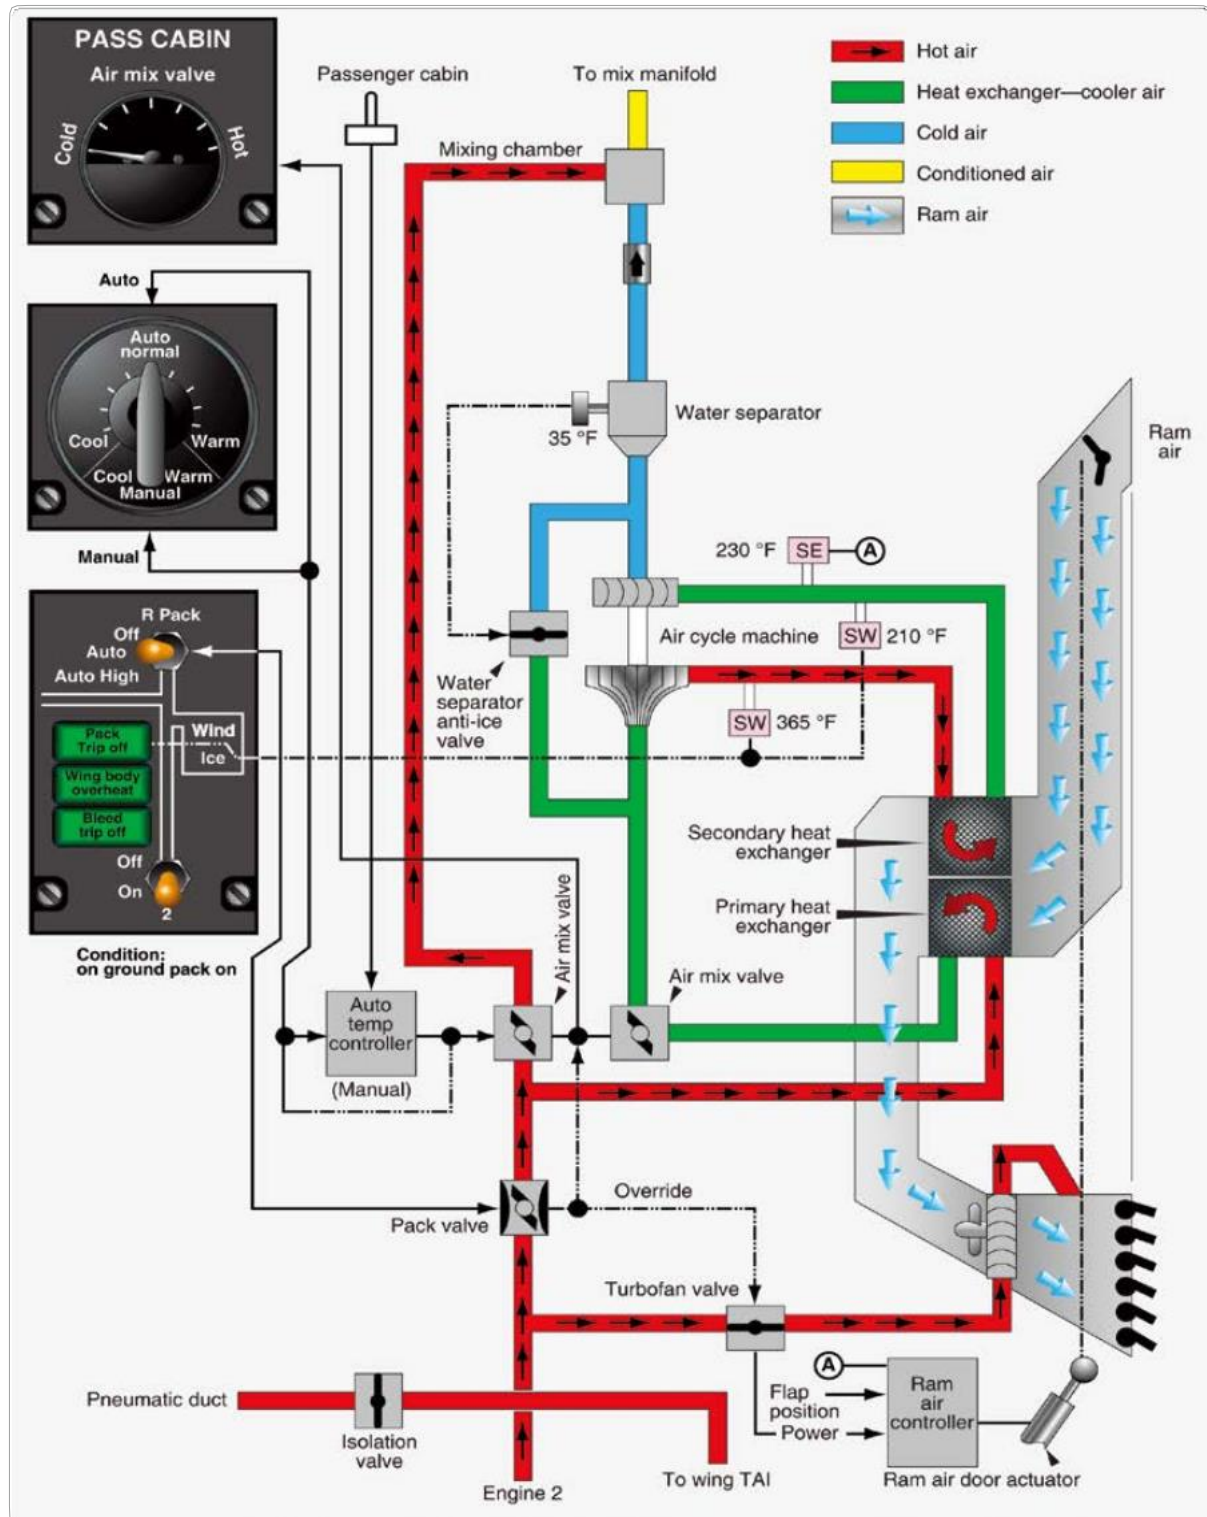 PASS CABIN
Air mix valve
Cold
Hot
Passenger cabin
To mix manifold
Mixing chamber
Hot air
Heat exchanger—cooler air
Cold air
Conditioned air
Ram air
Auto
Auto
normal
Cool
Warm
Cool
Warm
Manual
Manual
35 °F
Water separator
Ram
air
230 °F
SE
A
Air cycle machine
SW
210 °F
Water
separator
anti-ice
valve
SW
365 °F
R Pack
Off
Auto
Auto High
Wind
Ice
Pack
Trip off
Wing body
overheat
Bleed
trip off
Off
On
2
Condition:
on ground pack on
Secondary heat
exchanger
Primary heat
exchanger
Air mix valve
Air mix valve
Auto
temp
controller
(Manual)
Pack valve
Override
Turbofan valve
Pneumatic duct
Isolation
valve
Engine 2
To wing TAI
A
Flap
position
Power
Ram
air
controller
Ram air door actuator